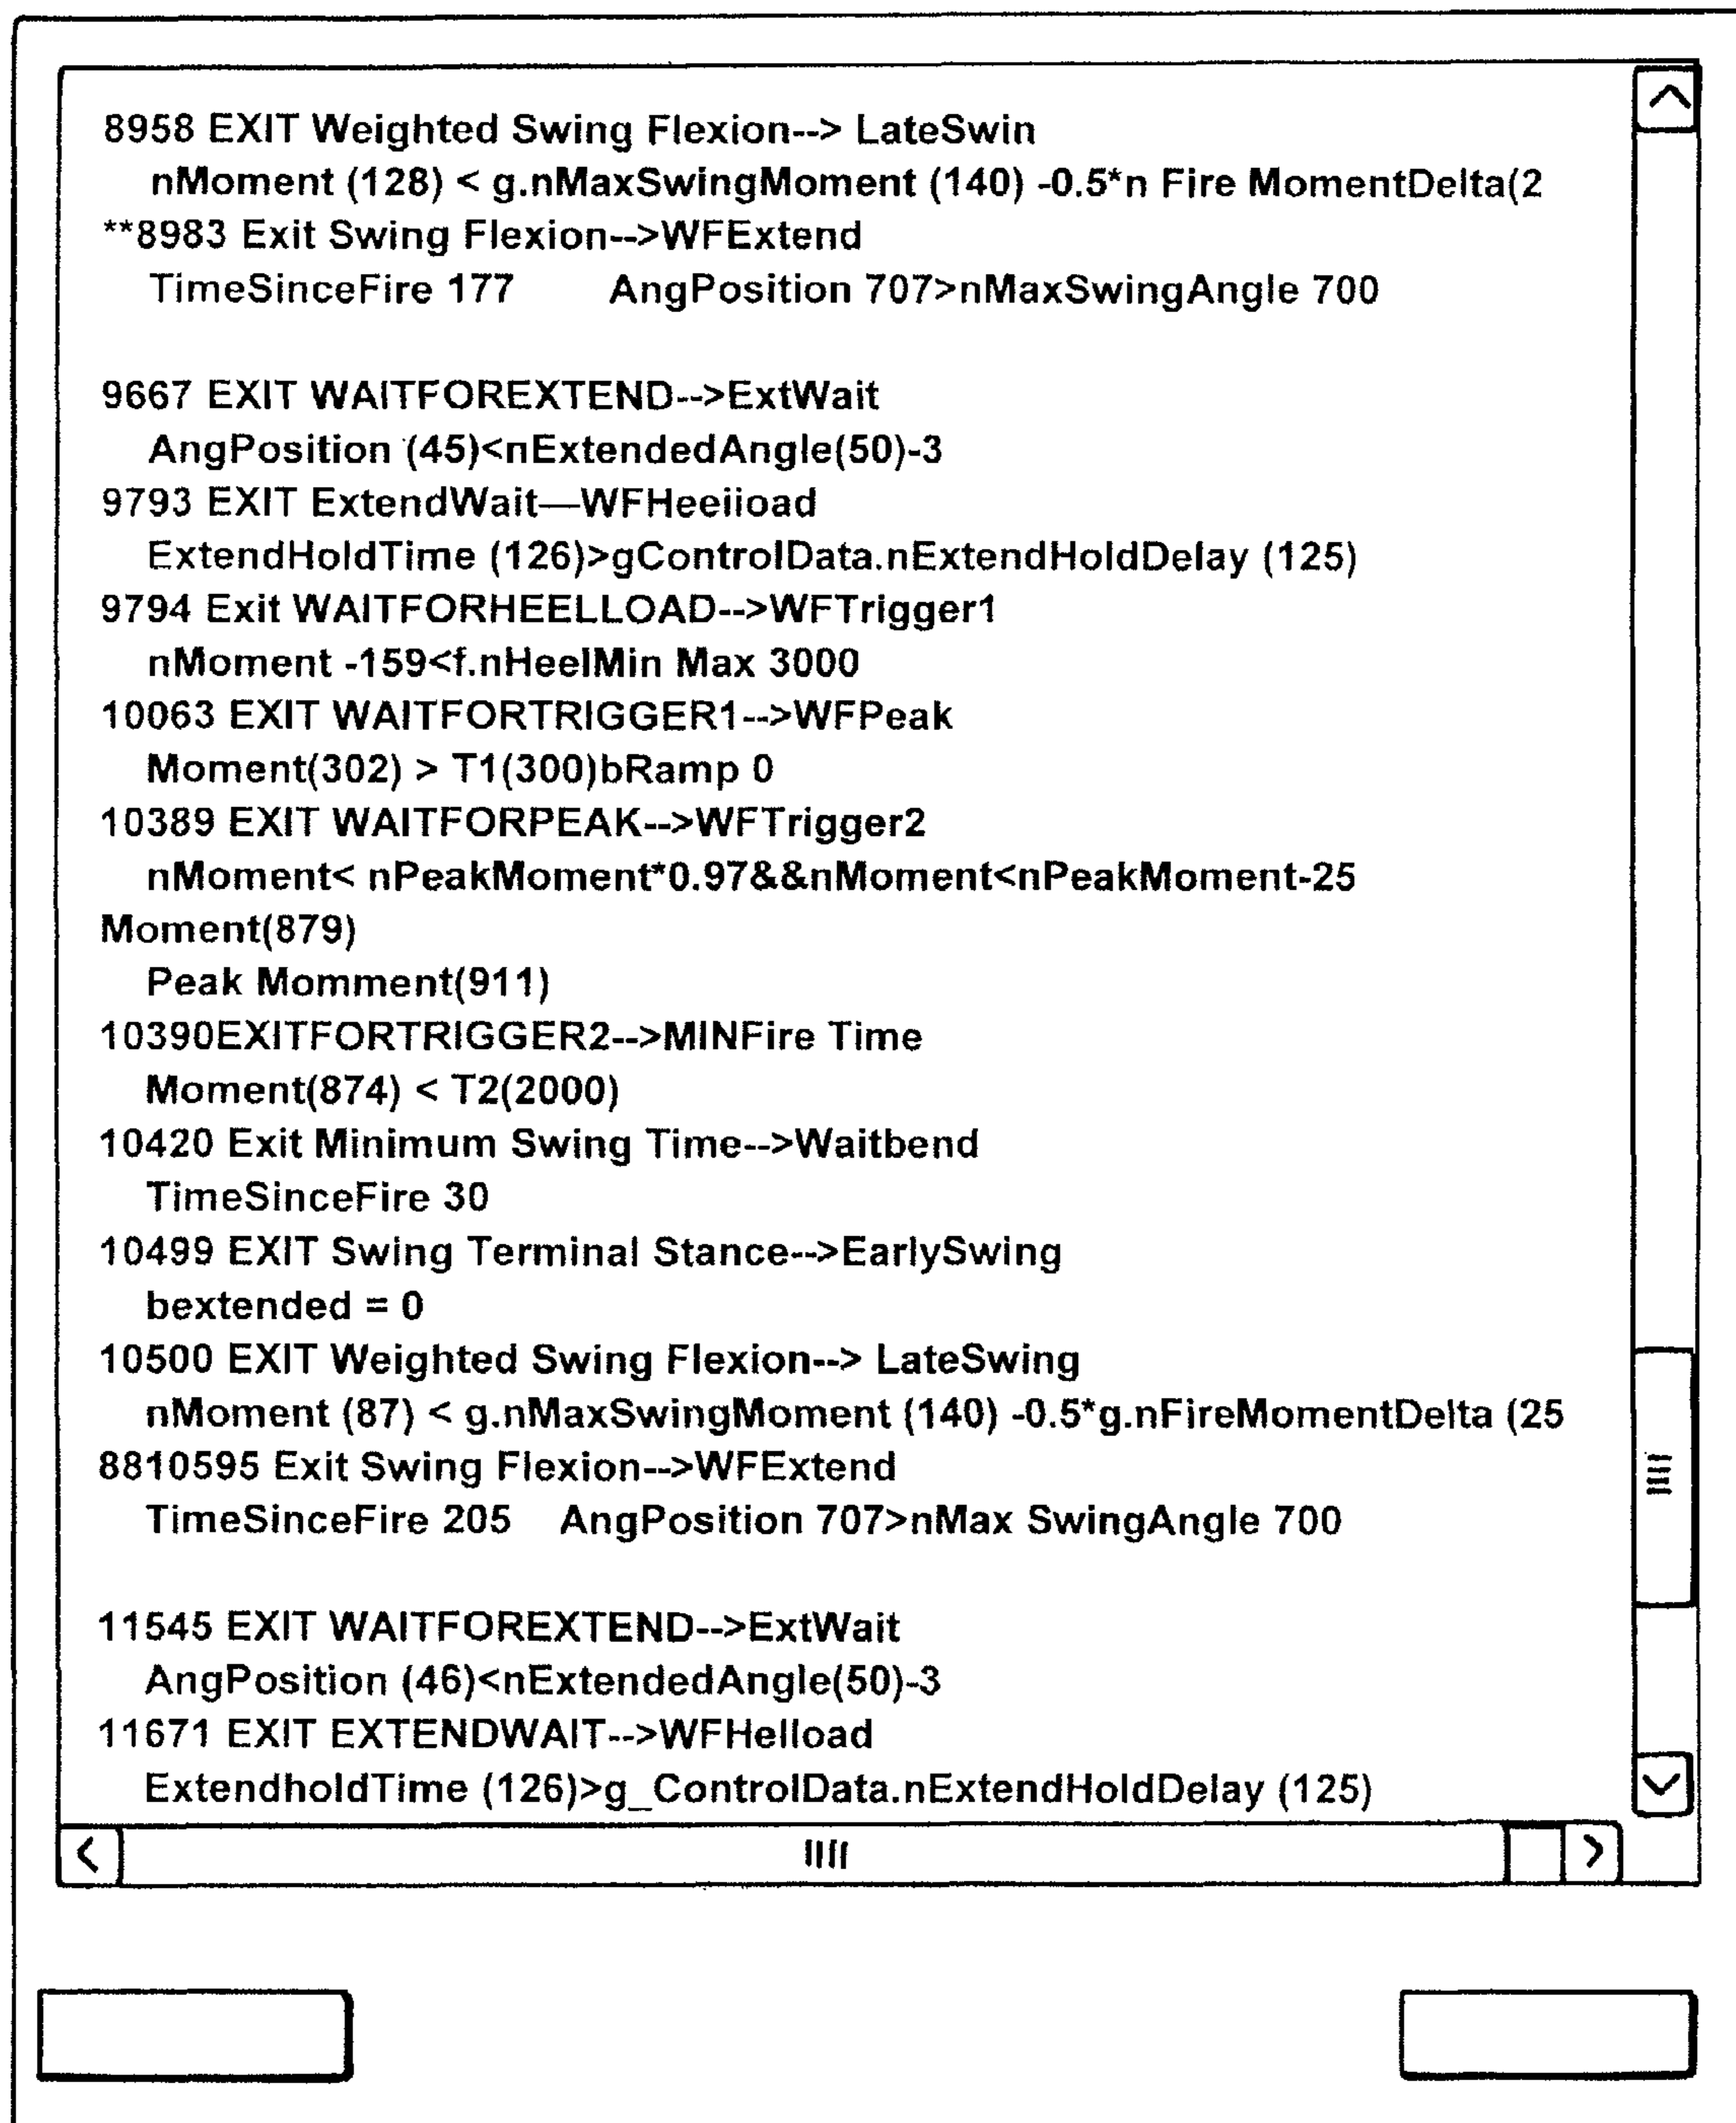 8958 EXIT Weighted Swing Flexion--> LateSwin
nMoment (128) < g.nMaxSwingMoment (140) -0.5*n Fire MomentDelta(2
**8983 Exit Swing Flexion-->WFExtend
TimeSinceFire 177 AngPosition 707>nMaxSwingAngle 700
9667 EXIT WAITFOREXTEND-->ExtWait
AngPosition (45)<nExtendedAngle(50)-3
9793 EXIT ExtendWait—WFHeeiioad
ExtendHoldTime (126)>gControlData.nExtendHoldDelay (125)
9794 Exit WAITFORHEELLOAD-->WFTrigger1
nMoment -159<f.nHeelMin Max 3000
10063 EXIT WAITFORTRIGGER1-->WFPeak
Moment(302) > T1(300)bRamp 0
10389 EXIT WAITFORPEAK-->WFTrigger2
nMoment< nPeakMoment*0.97&&nMoment<nPeakMoment-25
Moment(879)
Peak Momment(911)
10390EXITFORTRIGGER2-->MINFire Time
Moment(874) < T2(2000)
10420 Exit Minimum Swing Time-->Waitbend
TimeSinceFire 30
10499 EXIT Swing Terminal Stance-->EarlySwing
bextended = 0
10500 EXIT Weighted Swing Flexion--> LateSwing
nMoment (87) < g.nMaxSwingMoment (140) -0.5*g.nFireMomentDelta (25
8810595 Exit Swing Flexion-->WFExtend
TimeSinceFire 205 AngPosition 707>nMax SwingAngle 700
11545 EXIT WAITFOREXTEND-->ExtWait
AngPosition (46)<nExtendedAngle(50)-3
11671 EXIT EXTENDWAIT-->WFHelload
ExtendholdTime (126)>g_ControlData.nExtendHoldDelay (125)